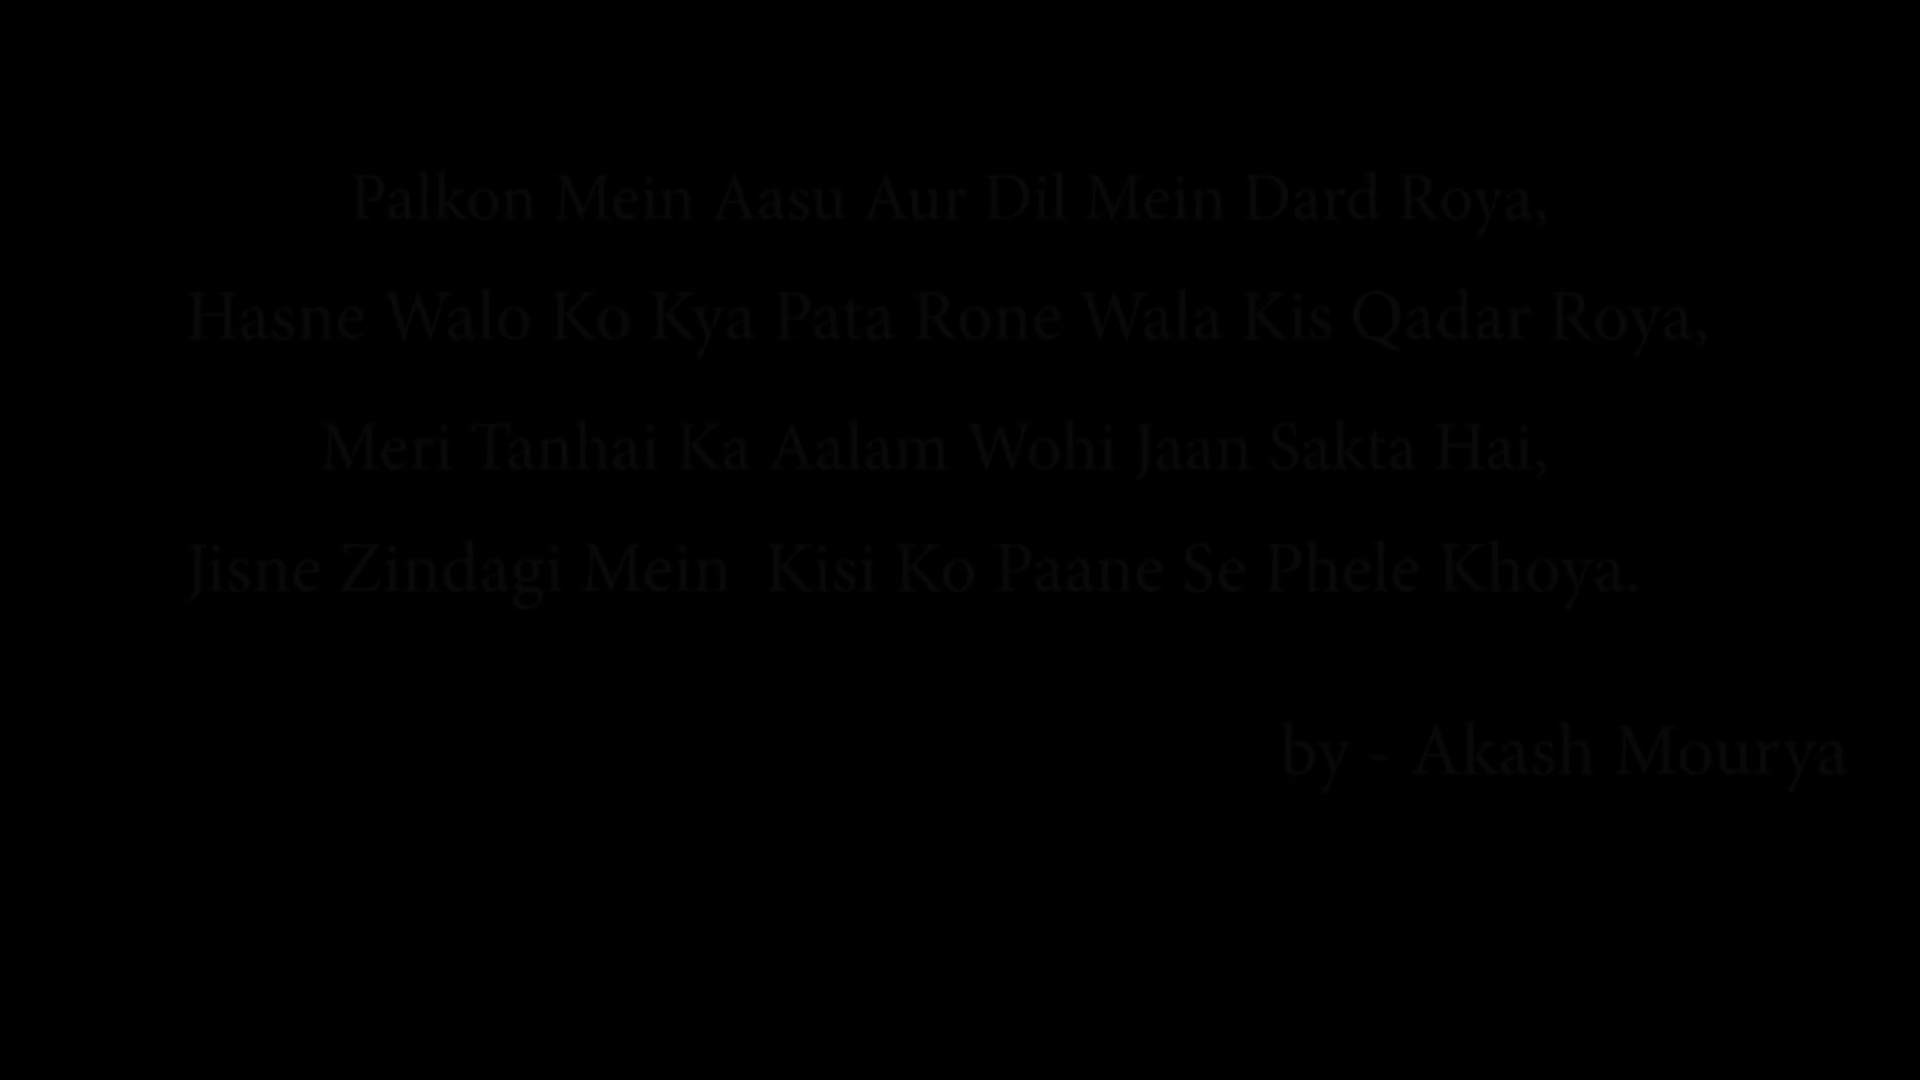 Palkon Mein Aasu Aur Dil Mein Dard Roya,
Hasne Walo Ko Kya Pata Rone Wala Kis Qadar Roya,
Meri Tanhai Ka Aalam Wohi Jaan Sakta Hai,
Jisne Zindagi Mein  Kisi Ko Paane Se Phele Khoya.
by - Akash Mourya